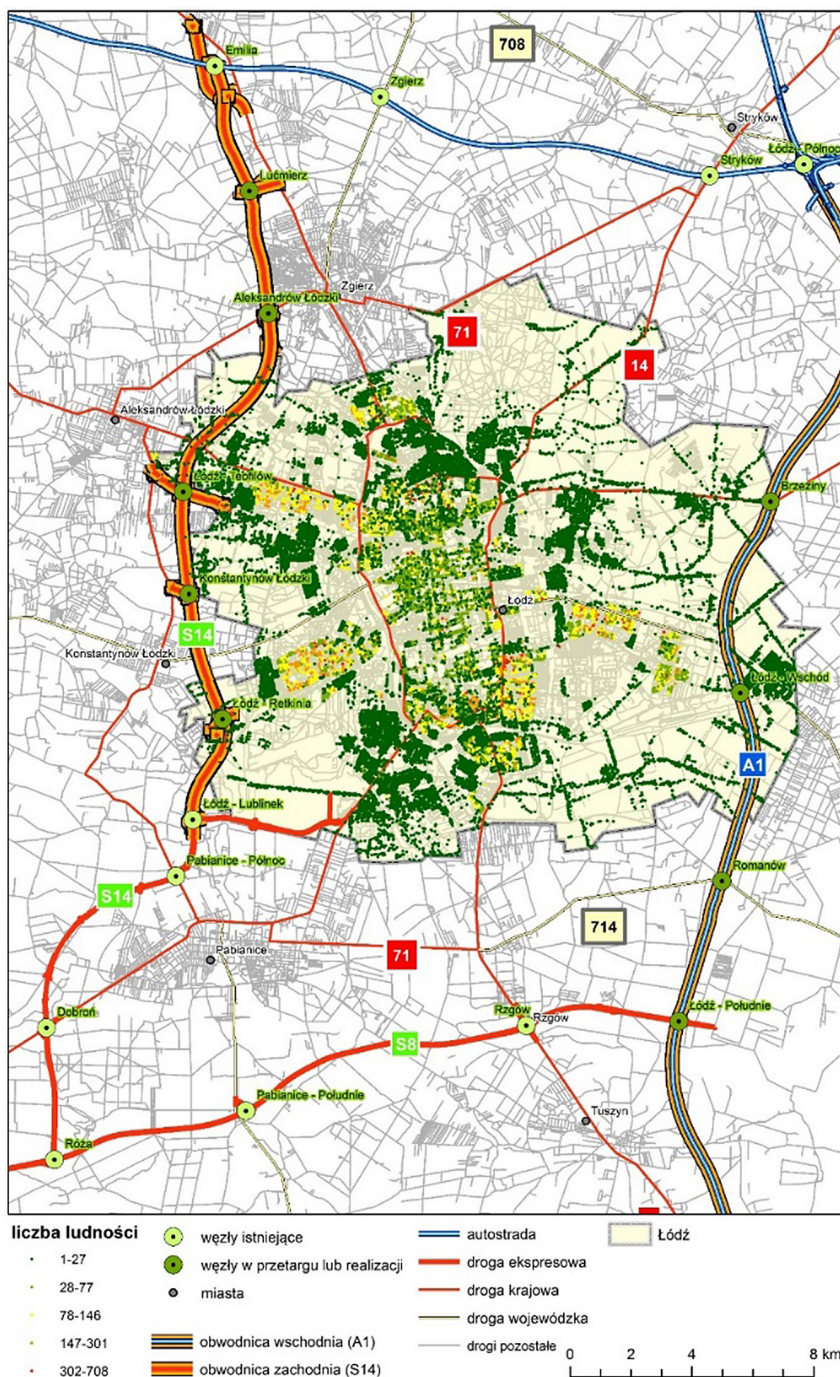 Emilia
708
Zgierz
Stryków
Łódź - Północ
Stryków
Lućmierz
Zgierz
Aleksandrów Łódzki
71
14
Aleksandrów Łódzki
Łódź - Teofilów
Brzeziny
Konstantynów Łódzki
Łódź
S14
Konstantynów Łódzki
Łódź - Wschód
Łódź - Retkinia
A1
Łódź - Lublinek
Pabianice - Północ
Romanów
S14
714
71
Pabianice
Rzgów
Rzgów
Łódź - Południe
Dobroń
S8
Pabianice - Południe
Tuszyn
Róża
liczba ludności
1-27
28-77
78-146
147-301
302-708
węzły istniejące
węzły w przetargu lub realizacji
miasta
obwodnica wschodnia (A1)
obwodnica zachodnia (S14)
autostrada
droga ekspresowa
droga krajowa
droga wojewódzka
drogi pozostałe
Łódź
0 2 4 8 km